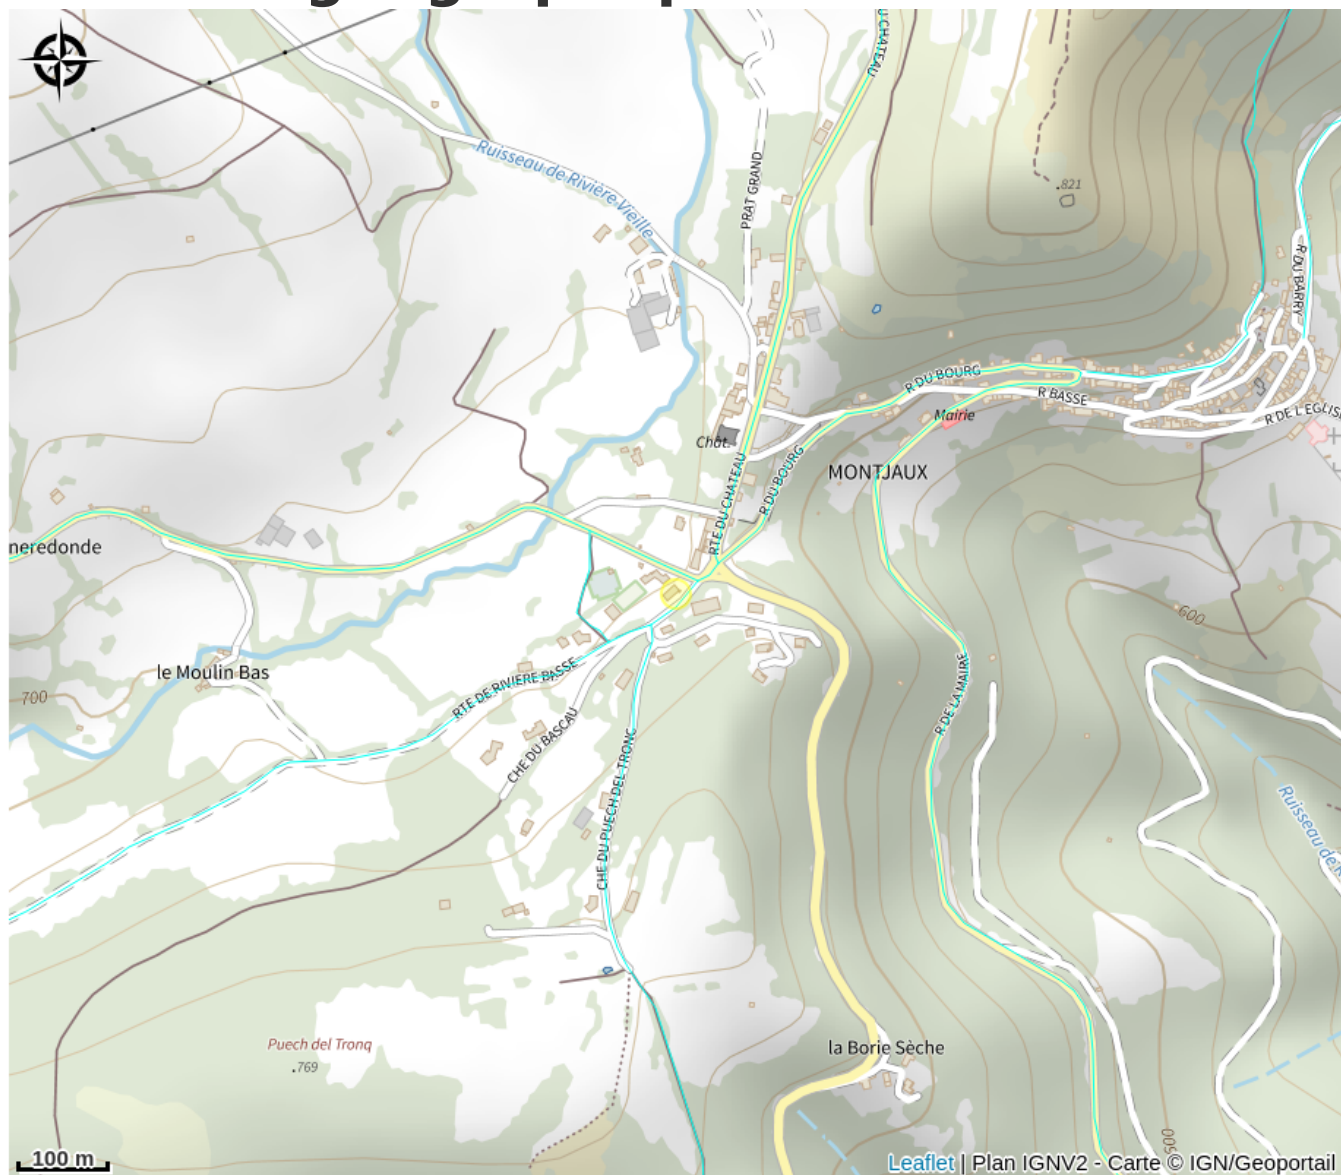 U CHATEAU
Ruisseau de Rivière Vieille
PRAT GRAND
.821
R DU BARRY
R DU BOURG
R BASSE
Mairie
R DE L'EGLISE
Chât.
RTE DU CHATEAU
R DU BOURG
MONTJAUX
neredonde
600
le Moulin Bas
700
RTE DE RIVIERE BASSE
R DE LA MAIRIE
CHE DU BASCAU
CHE DU PUECH DEL TRONC
Ruisseau de
Puech del Tronq
.769
la Borie Sèche
500
100 m
Leaflet | Plan IGNV2 - Carte © IGN/Geoportail